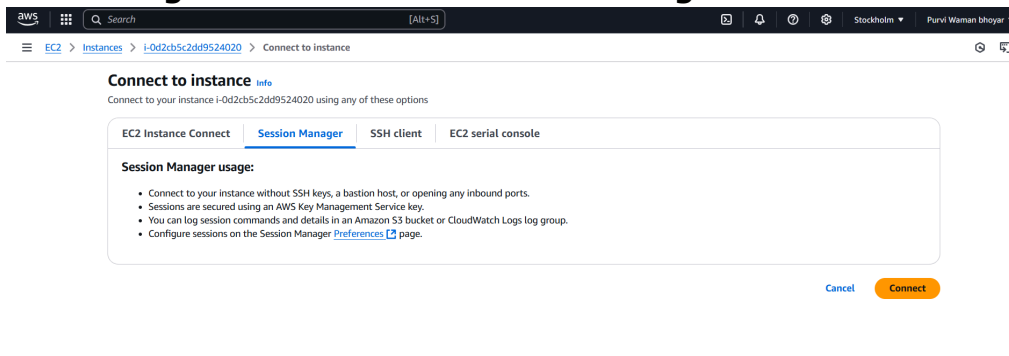 aws Search [Alt+S] Stockholm ▼ Purvi Waman bhoyar
EC2 > Instances > i-0d2cb5c2dd9524020 > Connect to instance
Connect to instance Info
Connect to your instance i-0d2cb5c2dd9524020 using any of these options
EC2 Instance Connect Session Manager SSH client EC2 serial console
Session Manager usage:
• Connect to your instance without SSH keys, a bastion host, or opening any inbound ports.
• Sessions are secured using an AWS Key Management Service key.
• You can log session commands and details in an Amazon S3 bucket or CloudWatch Logs log group.
• Configure sessions on the Session Manager Preferences page.
Cancel Connect